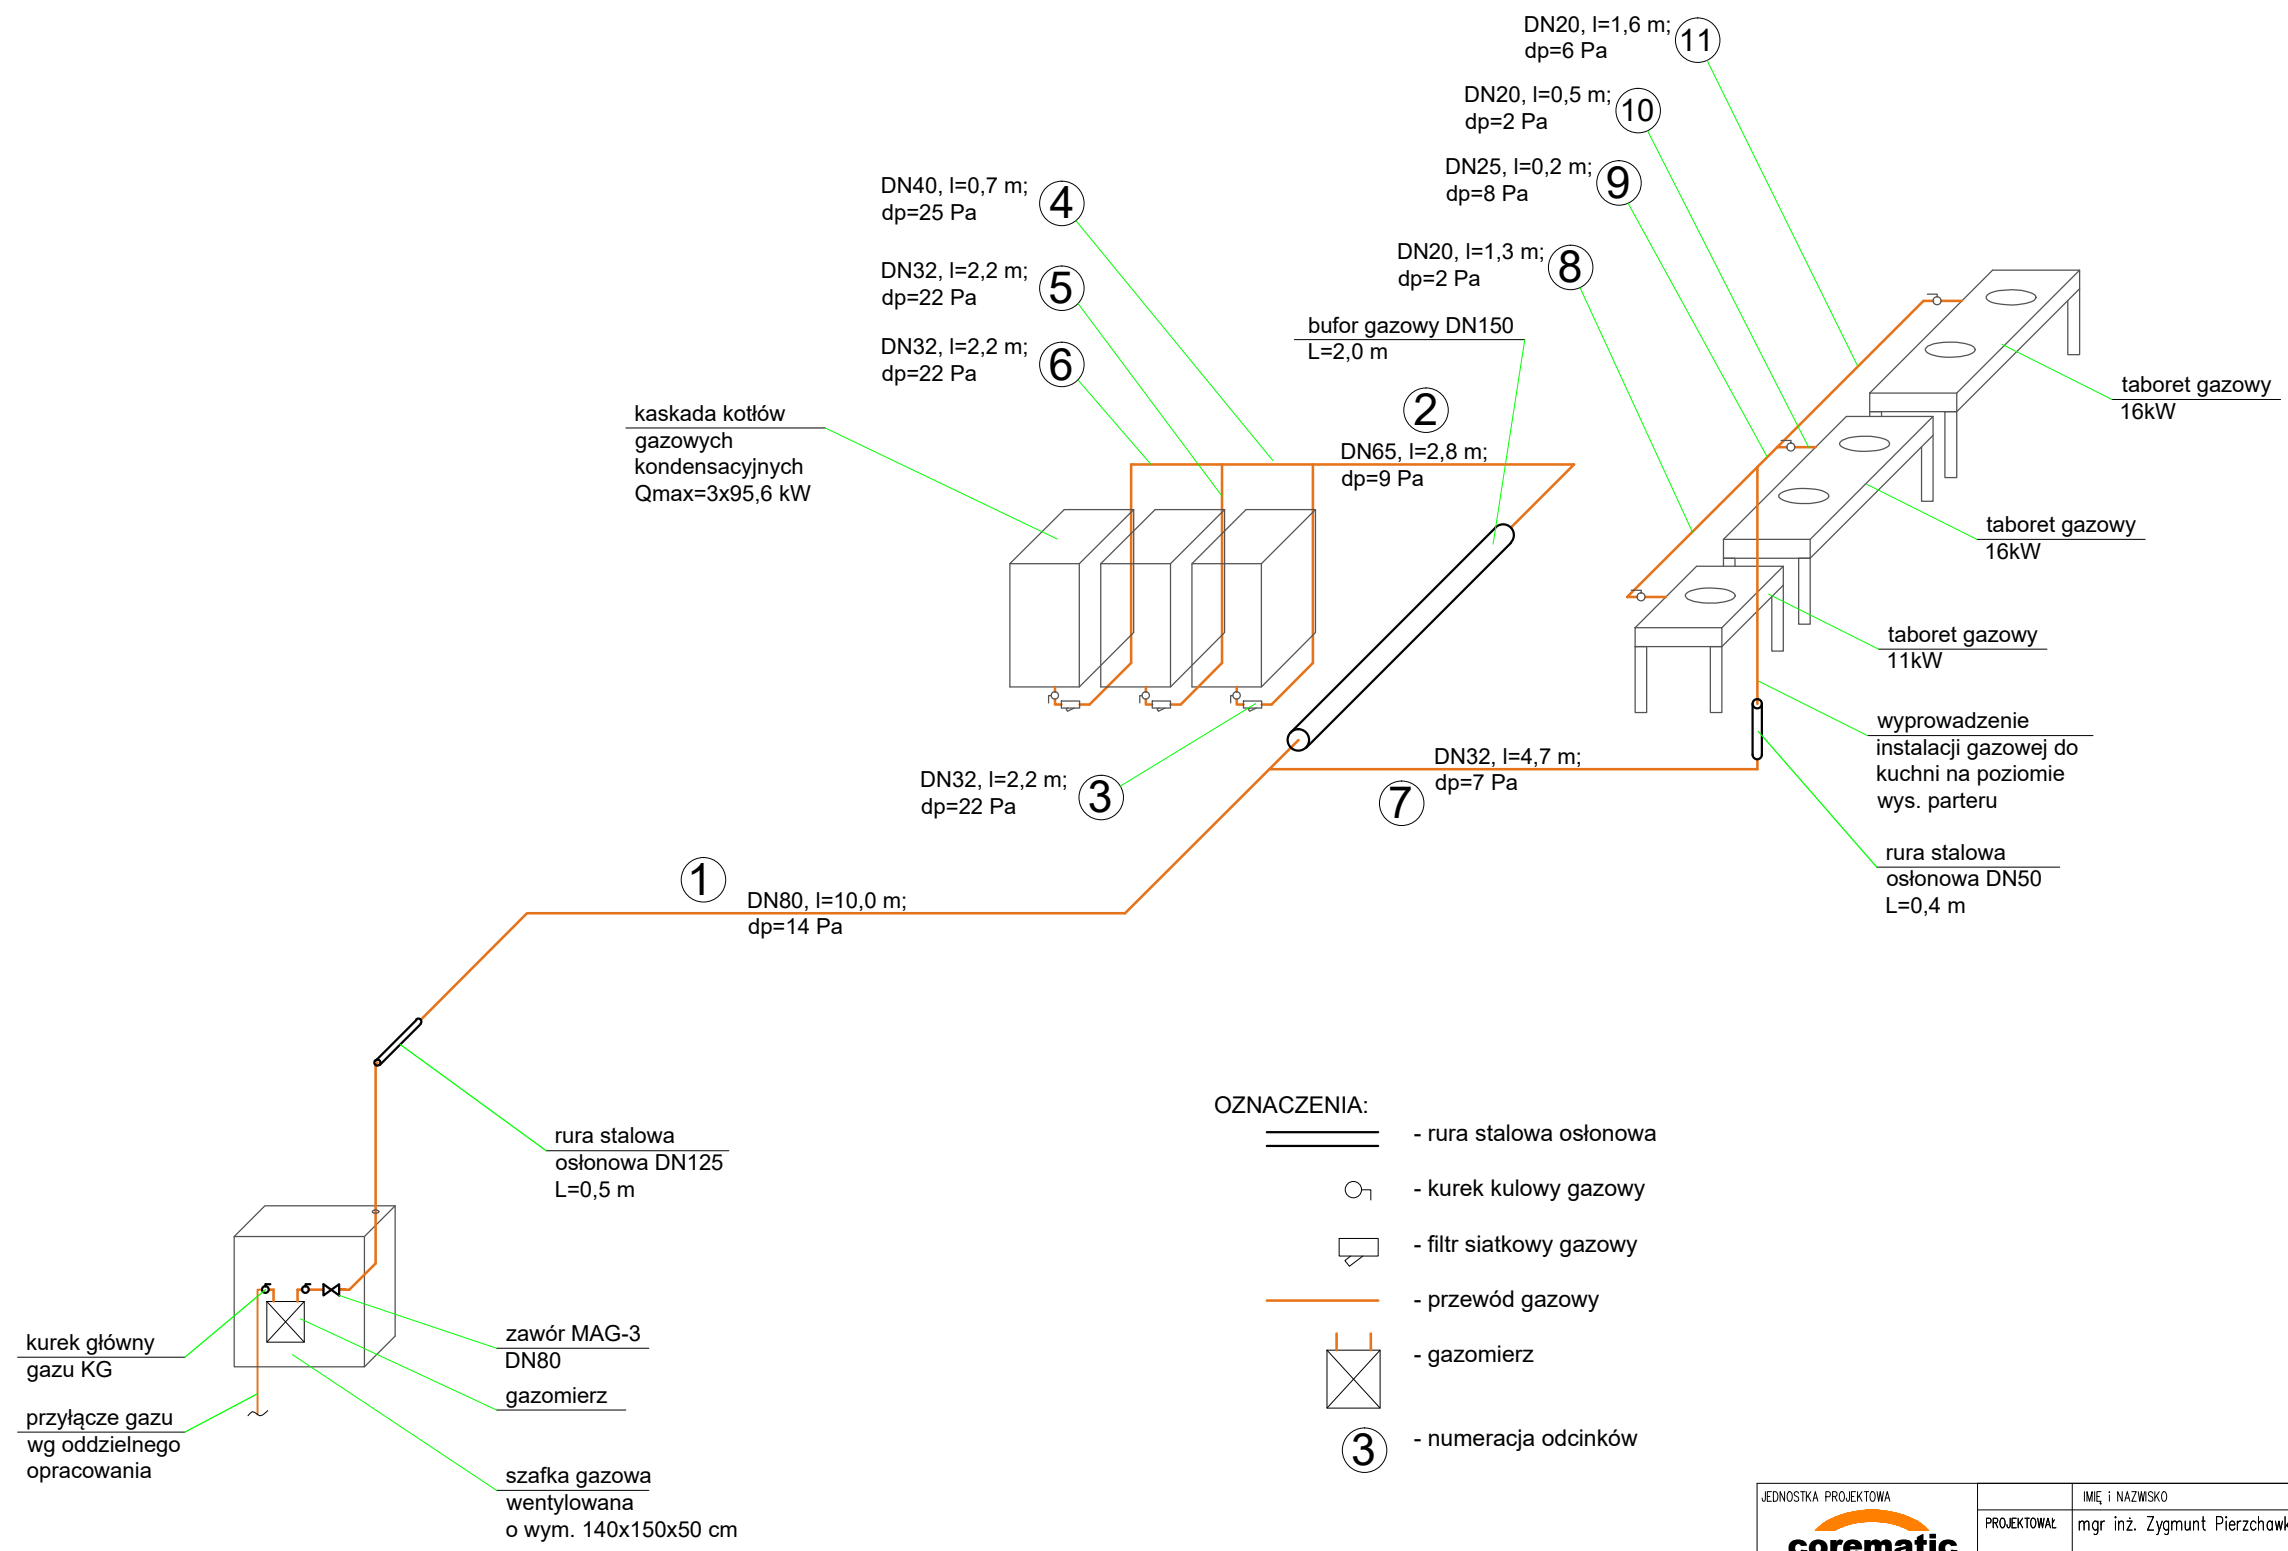 DN20, l=1,6 m;
dp=6 Pa
11
DN20, l=0,5 m;
dp=2 Pa
10
DN25, l=0,2 m;
dp=8 Pa
9
DN20, l=1,3 m;
dp=2 Pa
8
DN40, l=0,7 m;
dp=25 Pa
4
DN32, l=2,2 m;
dp=22 Pa
5
DN32, l=2,2 m;
dp=22 Pa
6
bufor gazowy DN150
L=2,0 m
2
DN65, l=2,8 m;
dp=9 Pa
kaskada kotłów
gazowych
kondensacyjnych
Qmax=3x95,6 kW
taboret gazowy
16kW
taboret gazowy
16kW
taboret gazowy
11kW
wyprowadzenie
instalacji gazowej do
kuchni na poziomie
wys. parteru
DN32, l=4,7 m;
dp=7 Pa
7
DN32, l=2,2 m;
dp=22 Pa
3
rura stalowa
osłonowa DN50
L=0,4 m
1
DN80, l=10,0 m;
dp=14 Pa
rura stalowa
osłonowa DN125
L=0,5 m
kurek główny
gazu KG
przyłącze gazu
wg oddzielnego
opracowania
zawór MAG-3
DN80
gazomierz
szafka gazowa
wentylowana
o wym. 140x150x50 cm
OZNACZENIA:
- rura stalowa osłonowa
- kurek kulowy gazowy
- filtr siatkowy gazowy
- przewód gazowy
- gazomierz
3
- numeracja odcinków
JEDNOSTKA PROJEKTOWA
IMIĘ i NAZWISKO
PROJEKTOWAŁ
mgr inż. Zygmunt Pierzchawk
corematic